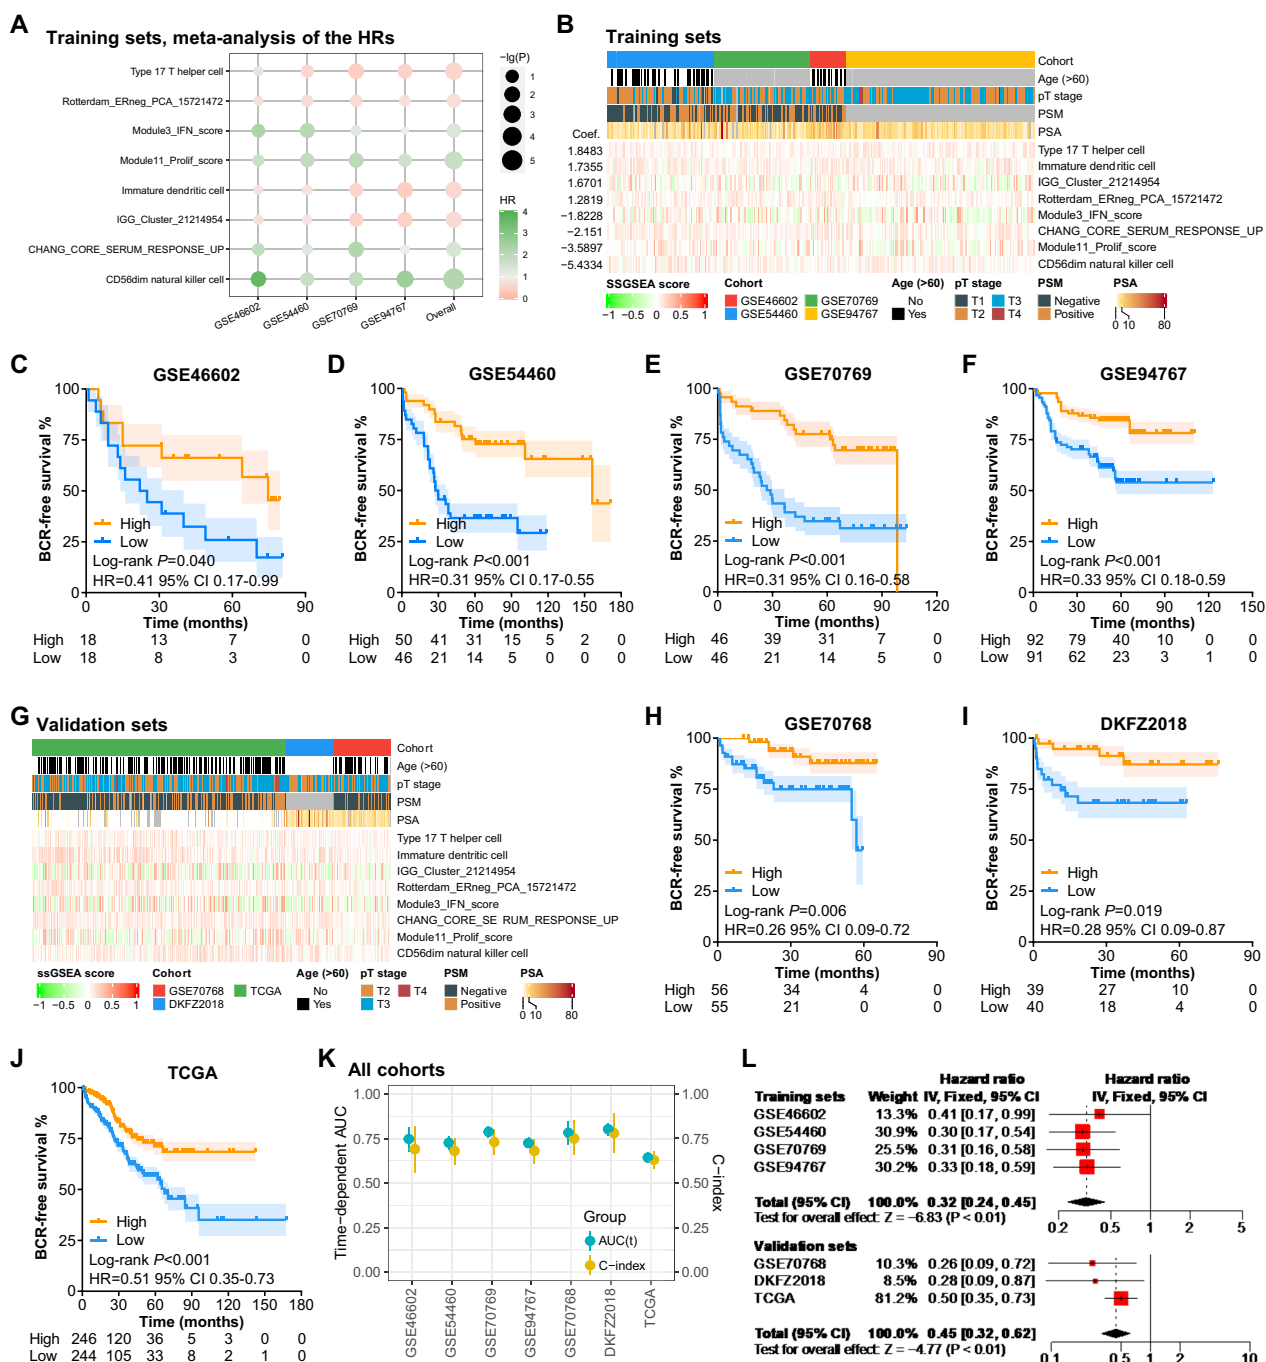 A
Training sets, meta-analysis of the HRs
Type 17 T helper cell
Rotterdam_ERneg_PCA_15721472
Module3_IFN_score
Module11_Prolif_score
Immature dendritic cell
IGG_Cluster_21214954
CHANG_CORE_SERUM_RESPONSE_UP
CD56dim natural killer cell
GSE46602
GSE54460
GSE70769
GSE94767
Overall
−lg(P)
1
2
3
4
5
HR
4
3
2
1
0
B
Training sets
Cohort
Age (>60)
pT stage
PSM
PSA
Coef.
1.8483 Type 17 T helper cell
1.7355 Immature dendritic cell
1.6701 IGG_Cluster_21214954
1.2819 Rotterdam_ERneg_PCA_15721472
−1.8228 Module3_IFN_score
−2.151 CHANG_CORE_SERUM_RESPONSE_UP
−3.5897 Module11_Prolif_score
−5.4334 CD56dim natural killer cell
SSGSEA score
−1 −0.5 0 0.5 1
Cohort
GSE46602 GSE70769
GSE54460 GSE94767
Age (>60)
No
Yes
pT stage
T1 T3
T2 T4
PSM
Negative
Positive
PSA
0 10 80
C
GSE46602
BCR-free survival %
100
75
50
25
0
High
Low
Log-rank P=0.040
HR=0.41 95% CI 0.17-0.99
0 30 60 90
Time (months)
High 18 13 7 0
Low 18 8 3 0
D
GSE54460
BCR-free survival %
100
75
50
25
0
High
Low
Log-rank P<0.001
HR=0.31 95% CI 0.17-0.55
0 30 60 90 120 150 180
Time (months)
High 50 41 31 15 5 2 0
Low 46 21 14 5 0 0 0
E
GSE70769
BCR-free survival %
100
75
50
25
0
High
Low
Log-rank P<0.001
HR=0.31 95% CI 0.16-0.58
0 30 60 90 120
Time (months)
High 46 39 31 7 0
Low 46 21 14 5 0
F
GSE94767
BCR-free survival %
100
75
50
25
0
High
Low
Log-rank P<0.001
HR=0.33 95% CI 0.18-0.59
0 30 60 90 120 150
Time (months)
High 92 79 40 10 0 0
Low 91 62 23 3 1 0
G
Validation sets
Cohort
Age (>60)
pT stage
PSM
PSA
Type 17 T helper cell
Immature dentritic cell
IGG_Cluster_21214954
Rotterdam_ERneg_PCA_15721472
Module3_IFN_score
CHANG_CORE_SE RUM_RESPONSE_UP
Module11_Prolif_score
CD56dim natural killer cell
ssGSEA score
−1 −0.5 0 0.5 1
Cohort
GSE70768 TCGA
DKFZ2018
Age (>60)
No
Yes
pT stage
T2 T4
T3
PSM
Negative
Positive
PSA
0 10 80
H
GSE70768
BCR-free survival %
100
75
50
25
0
High
Low
Log-rank P=0.006
HR=0.26 95% CI 0.09-0.72
0 30 60 90
Time (months)
High 56 34 4 0
Low 55 21 0 0
I
DKFZ2018
BCR-free survival %
100
75
50
25
0
High
Low
Log-rank P=0.019
HR=0.28 95% CI 0.09-0.87
0 30 60 90
Time (months)
High 39 27 10 0
Low 40 18 4 0
J
TCGA
BCR-free survival %
100
75
50
25
0
High
Low
Log-rank P<0.001
HR=0.51 95% CI 0.35-0.73
0 30 60 90 120 150 180
Time (months)
High 246 120 36 5 3 0 0
Low 244 105 33 8 2 1 0
K
All cohorts
Time−dependent AUC
1.00
0.75
0.50
0.25
0.00
C−index
1.00
0.75
0.50
0.25
0.00
Group
AUC(t)
C−index
GSE46602
GSE54460
GSE70769
GSE94767
GSE70768
DKFZ2018
TCGA
L
Hazard ratio Hazard ratio
Training sets Weight IV, Fixed, 95% CI IV, Fixed, 95% CI
GSE46602 13.3% 0.41 [0.17, 0.99]
GSE54460 30.9% 0.30 [0.17, 0.54]
GSE70769 25.5% 0.31 [0.16, 0.58]
GSE94767 30.2% 0.33 [0.18, 0.59]
Total (95% CI) 100.0% 0.32 [0.24, 0.45]
Test for overall effect: Z = −6.83 (P < 0.01)
0.2 0.5 1 2 5
Validation sets
GSE70768 10.3% 0.26 [0.09, 0.72]
DKFZ2018 8.5% 0.28 [0.09, 0.87]
TCGA 81.2% 0.50 [0.35, 0.73]
Total (95% CI) 100.0% 0.45 [0.32, 0.62]
Test for overall effect: Z = −4.77 (P < 0.01)
0.1 0.5 1 2 10